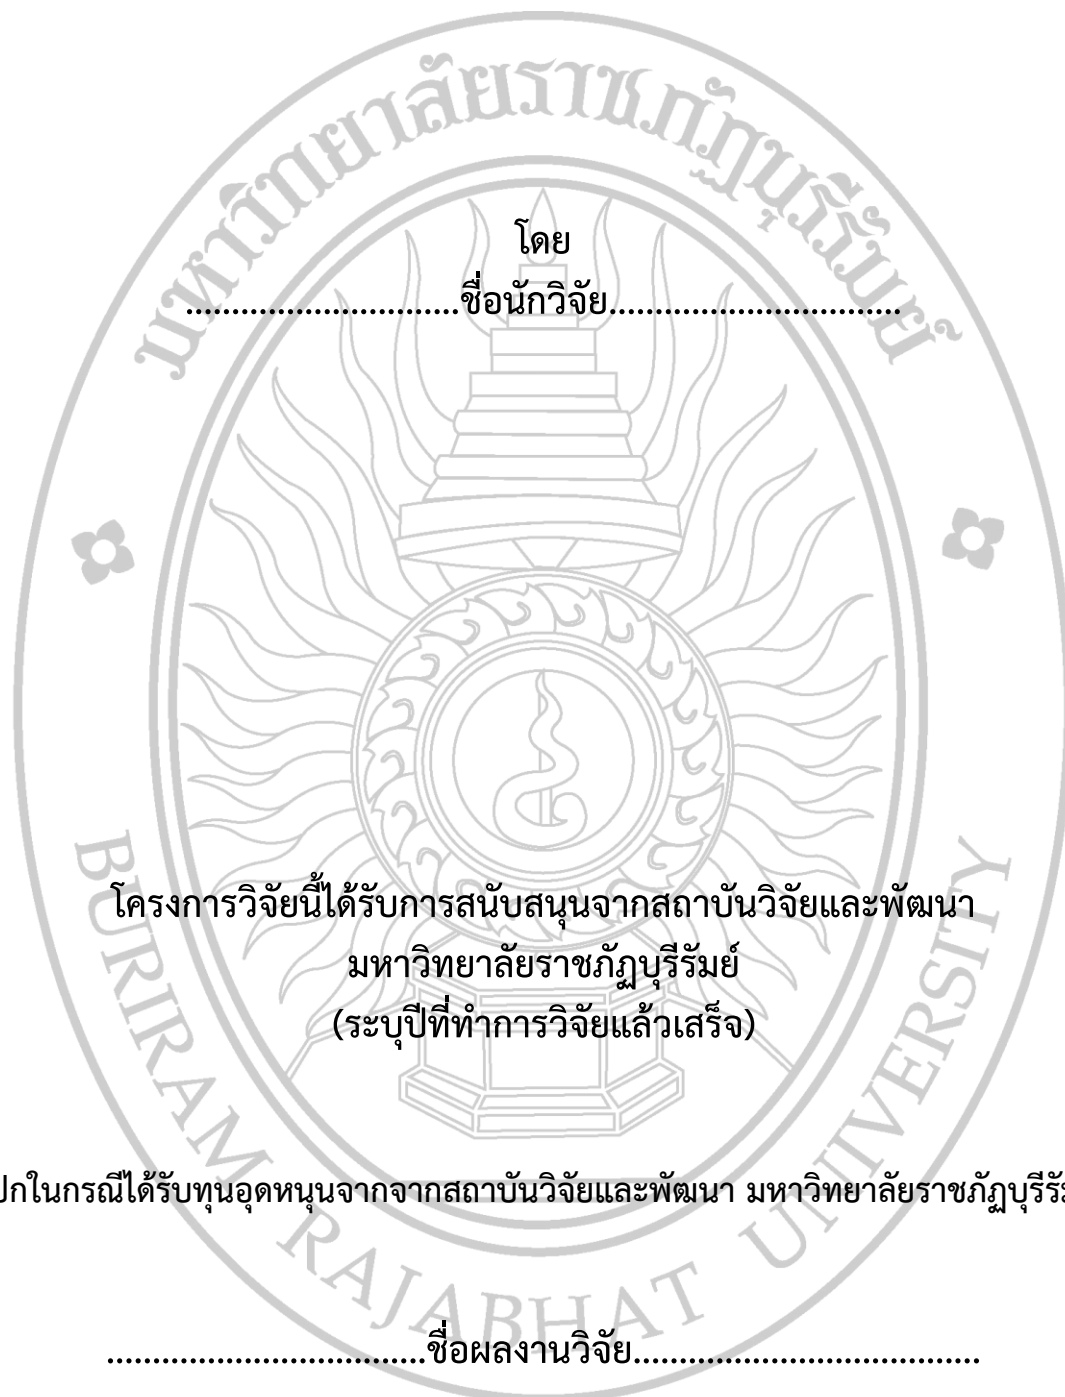 มหาวิทยาลัยราชภัฏบุรีรัมย์
โดย
..............................ชื่อนักวิจัย................................
โครงการวิจัยนี้ได้รับการสนับสนุนจากสถาบันวิจัยและพัฒนา
มหาวิทยาลัยราชภัฏบุรีรัมย์
(ระบุปีที่ทำการวิจัยแล้วเสร็จ)
ปกในกรณีได้รับทุนอุดหนุนจากจากสถาบันวิจัยและพัฒนา มหาวิทยาลัยราชภัฏบุรีรั
...................................ชื่อผลงานวิจัย......................................
BURIRAM RAJABHAT UNIVERSITY